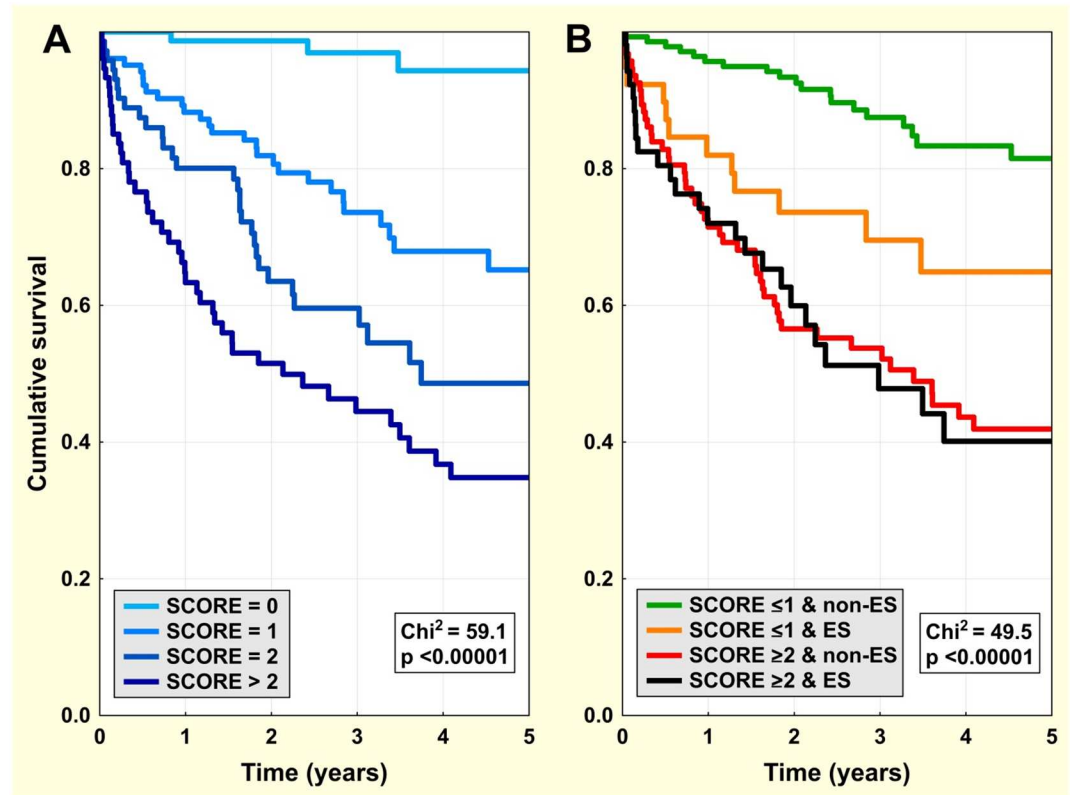 A
B
Cumulative survival
0.8
0.6
0.4
0.2
0.0
SCORE = 0
SCORE = 1
SCORE = 2
SCORE > 2
Chi² = 59.1
p <0.00001
0 1 2 3 4 5
Time (years)
0.8
0.6
0.4
0.2
0.0
SCORE ≤1 & non-ES
SCORE ≤1 & ES
SCORE ≥2 & non-ES
SCORE ≥2 & ES
Chi² = 49.5
p <0.00001
0 1 2 3 4 5
Time (years)